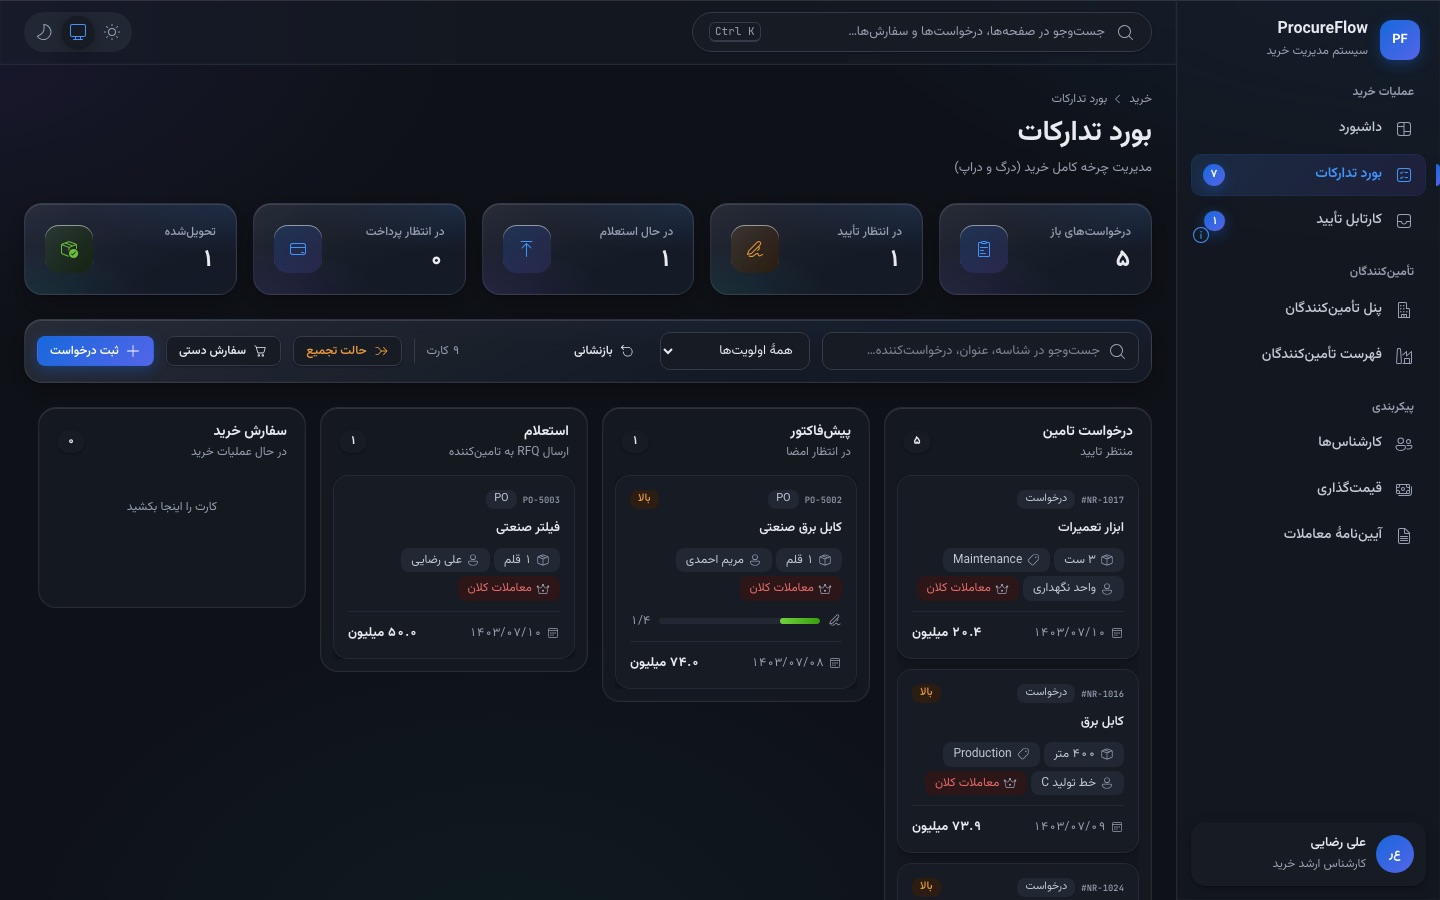 ProcureFlow
PF
سیستم مدیریت خرید
عملیات خرید
داشبورد
بورد تدارکات
۷
کارتابل تأیید
۱
تأمین‌کنندگان
پنل تأمین‌کنندگان
فهرست تأمین‌کنندگان
پیکربندی
کارشناس‌ها
قیمت‌گذاری
آیین‌نامهٔ معاملات
علی رضایی
ع‌ر
کارشناس ارشد خرید
جست‌وجو در صفحه‌ها، درخواست‌ها و سفارش‌ها…
Ctrl K
خرید
بورد تدارکات
بورد تدارکات
مدیریت چرخه کامل خرید (درگ و دراپ)
درخواست‌های باز
۵
در انتظار تأیید
۱
در حال استعلام
۱
در انتظار پرداخت
۰
تحویل‌شده
۱
جست‌وجو در شناسه، عنوان، درخواست‌کننده…
همهٔ اولویت‌ها
بازنشانی
۹ کارت
حالت تجمیع
سفارش دستی
ثبت درخواست
درخواست تامین
۵
منتظر تایید
#NR-1017
درخواست
ابزار تعمیرات
۳ ست
Maintenance
واحد نگهداری
معاملات کلان
۱۴۰۳/۰۷/۱۰
۲۰.۴ میلیون
#NR-1016
درخواست
بالا
کابل برق
۴۰۰ متر
Production
خط تولید C
معاملات کلان
۱۴۰۳/۰۷/۰۹
۷۳.۹ میلیون
#NR-1024
درخواست
بالا
پیش‌فاکتور
۱
در انتظار امضا
PO-5002
PO
بالا
کابل برق صنعتی
۱ قلم
مریم احمدی
معاملات کلان
۱/۴
۱۴۰۳/۰۷/۰۸
۷۴.۰ میلیون
استعلام
۱
ارسال RFQ به تامین‌کننده
PO-5003
PO
فیلتر صنعتی
۱ قلم
علی رضایی
معاملات کلان
۱۴۰۳/۰۷/۱۰
۵۰.۰ میلیون
سفارش خرید
۰
در حال عملیات خرید
کارت را اینجا بکشید